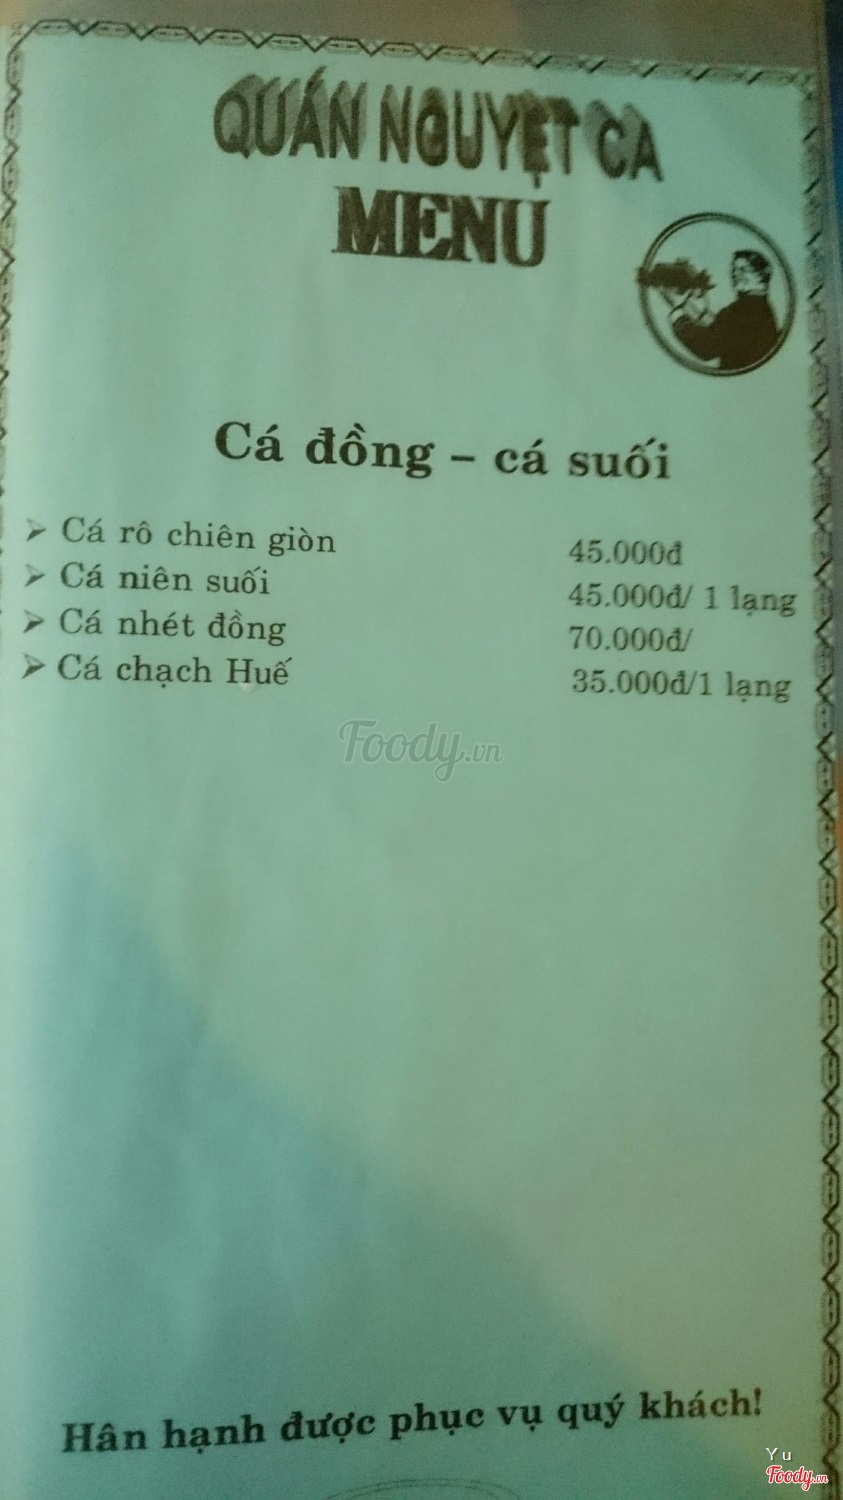 QUÁN NGUYỆT CA
MENU
Cá đồng – cá suối
➢ Cá rô chiên giòn 45.000đ
➢ Cá niên suối 45.000đ/ 1 lạng
➢ Cá nhét đồng 70.000đ/
➢ Cá chạch Huế 35.000đ/1 lạng
Foody.vn
Hân hạnh được phục vụ quý khách!
Yu
Foody.vn